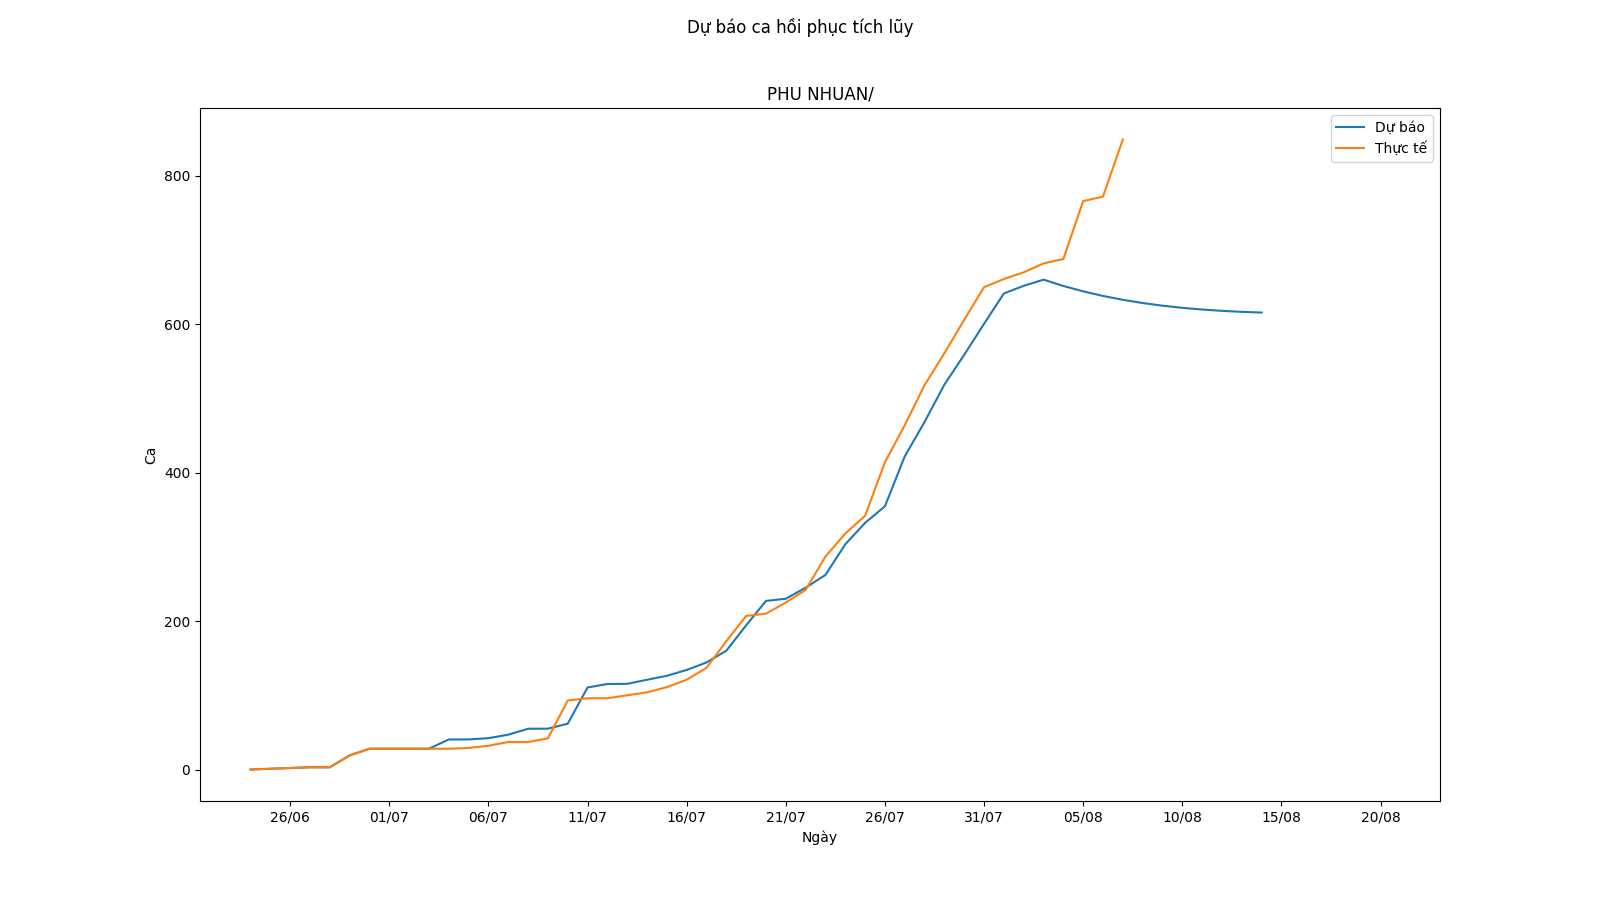 Dự báo ca hồi phục tích lũy
PHU NHUAN/
Dự báo
Thực tế
800
600
400
200
0
Ca
26/06 01/07 06/07 11/07 16/07 21/07 26/07 31/07 05/08 10/08 15/08 20/08
Ngày